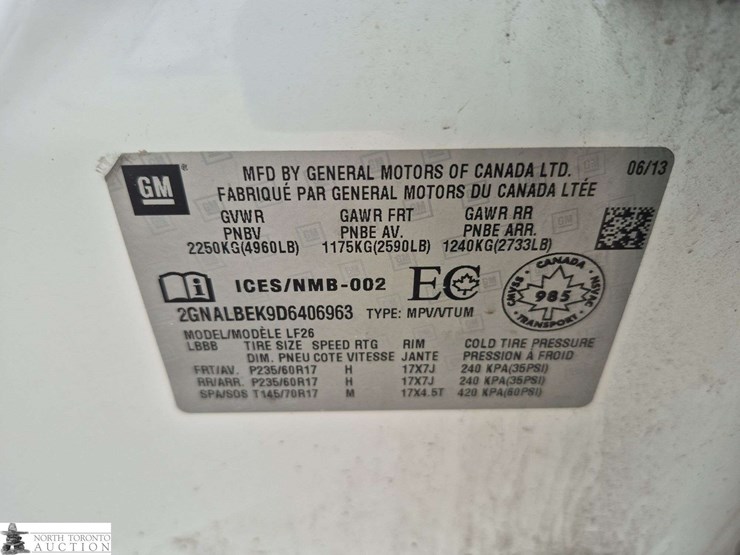 GM
MFD BY GENERAL MOTORS OF CANADA LTD. 06/13
FABRIQUÉ PAR GENERAL MOTORS DU CANADA LTÉE
GVWR GAWR FRT GAWR RR
PNBV PNBE AV. PNBE ARR.
2250KG(4960LB) 1175KG(2590LB) 1240KG(2733LB)
ICES/NMB-002 EC
CANADA
CMVSS 985 NSVAC
TRANSPORT
2GNALBEK9D6406963 TYPE: MPV/VTUM
MODEL/MODÈLE LF26
LBBB TIRE SIZE SPEED RTG RIM COLD TIRE PRESSURE
DIM. PNEU COTE VITESSE JANTE PRESSION À FROID
FRT/AV. P235/60R17 H 17X7J 240 KPA(35PSI)
RR/ARR. P235/60R17 H 17X7J 240 KPA(35PSI)
SPA/SOS T145/70R17 M 17X4.5T 420 KPA(60PSI)
NORTH TORONTO
AUCTION